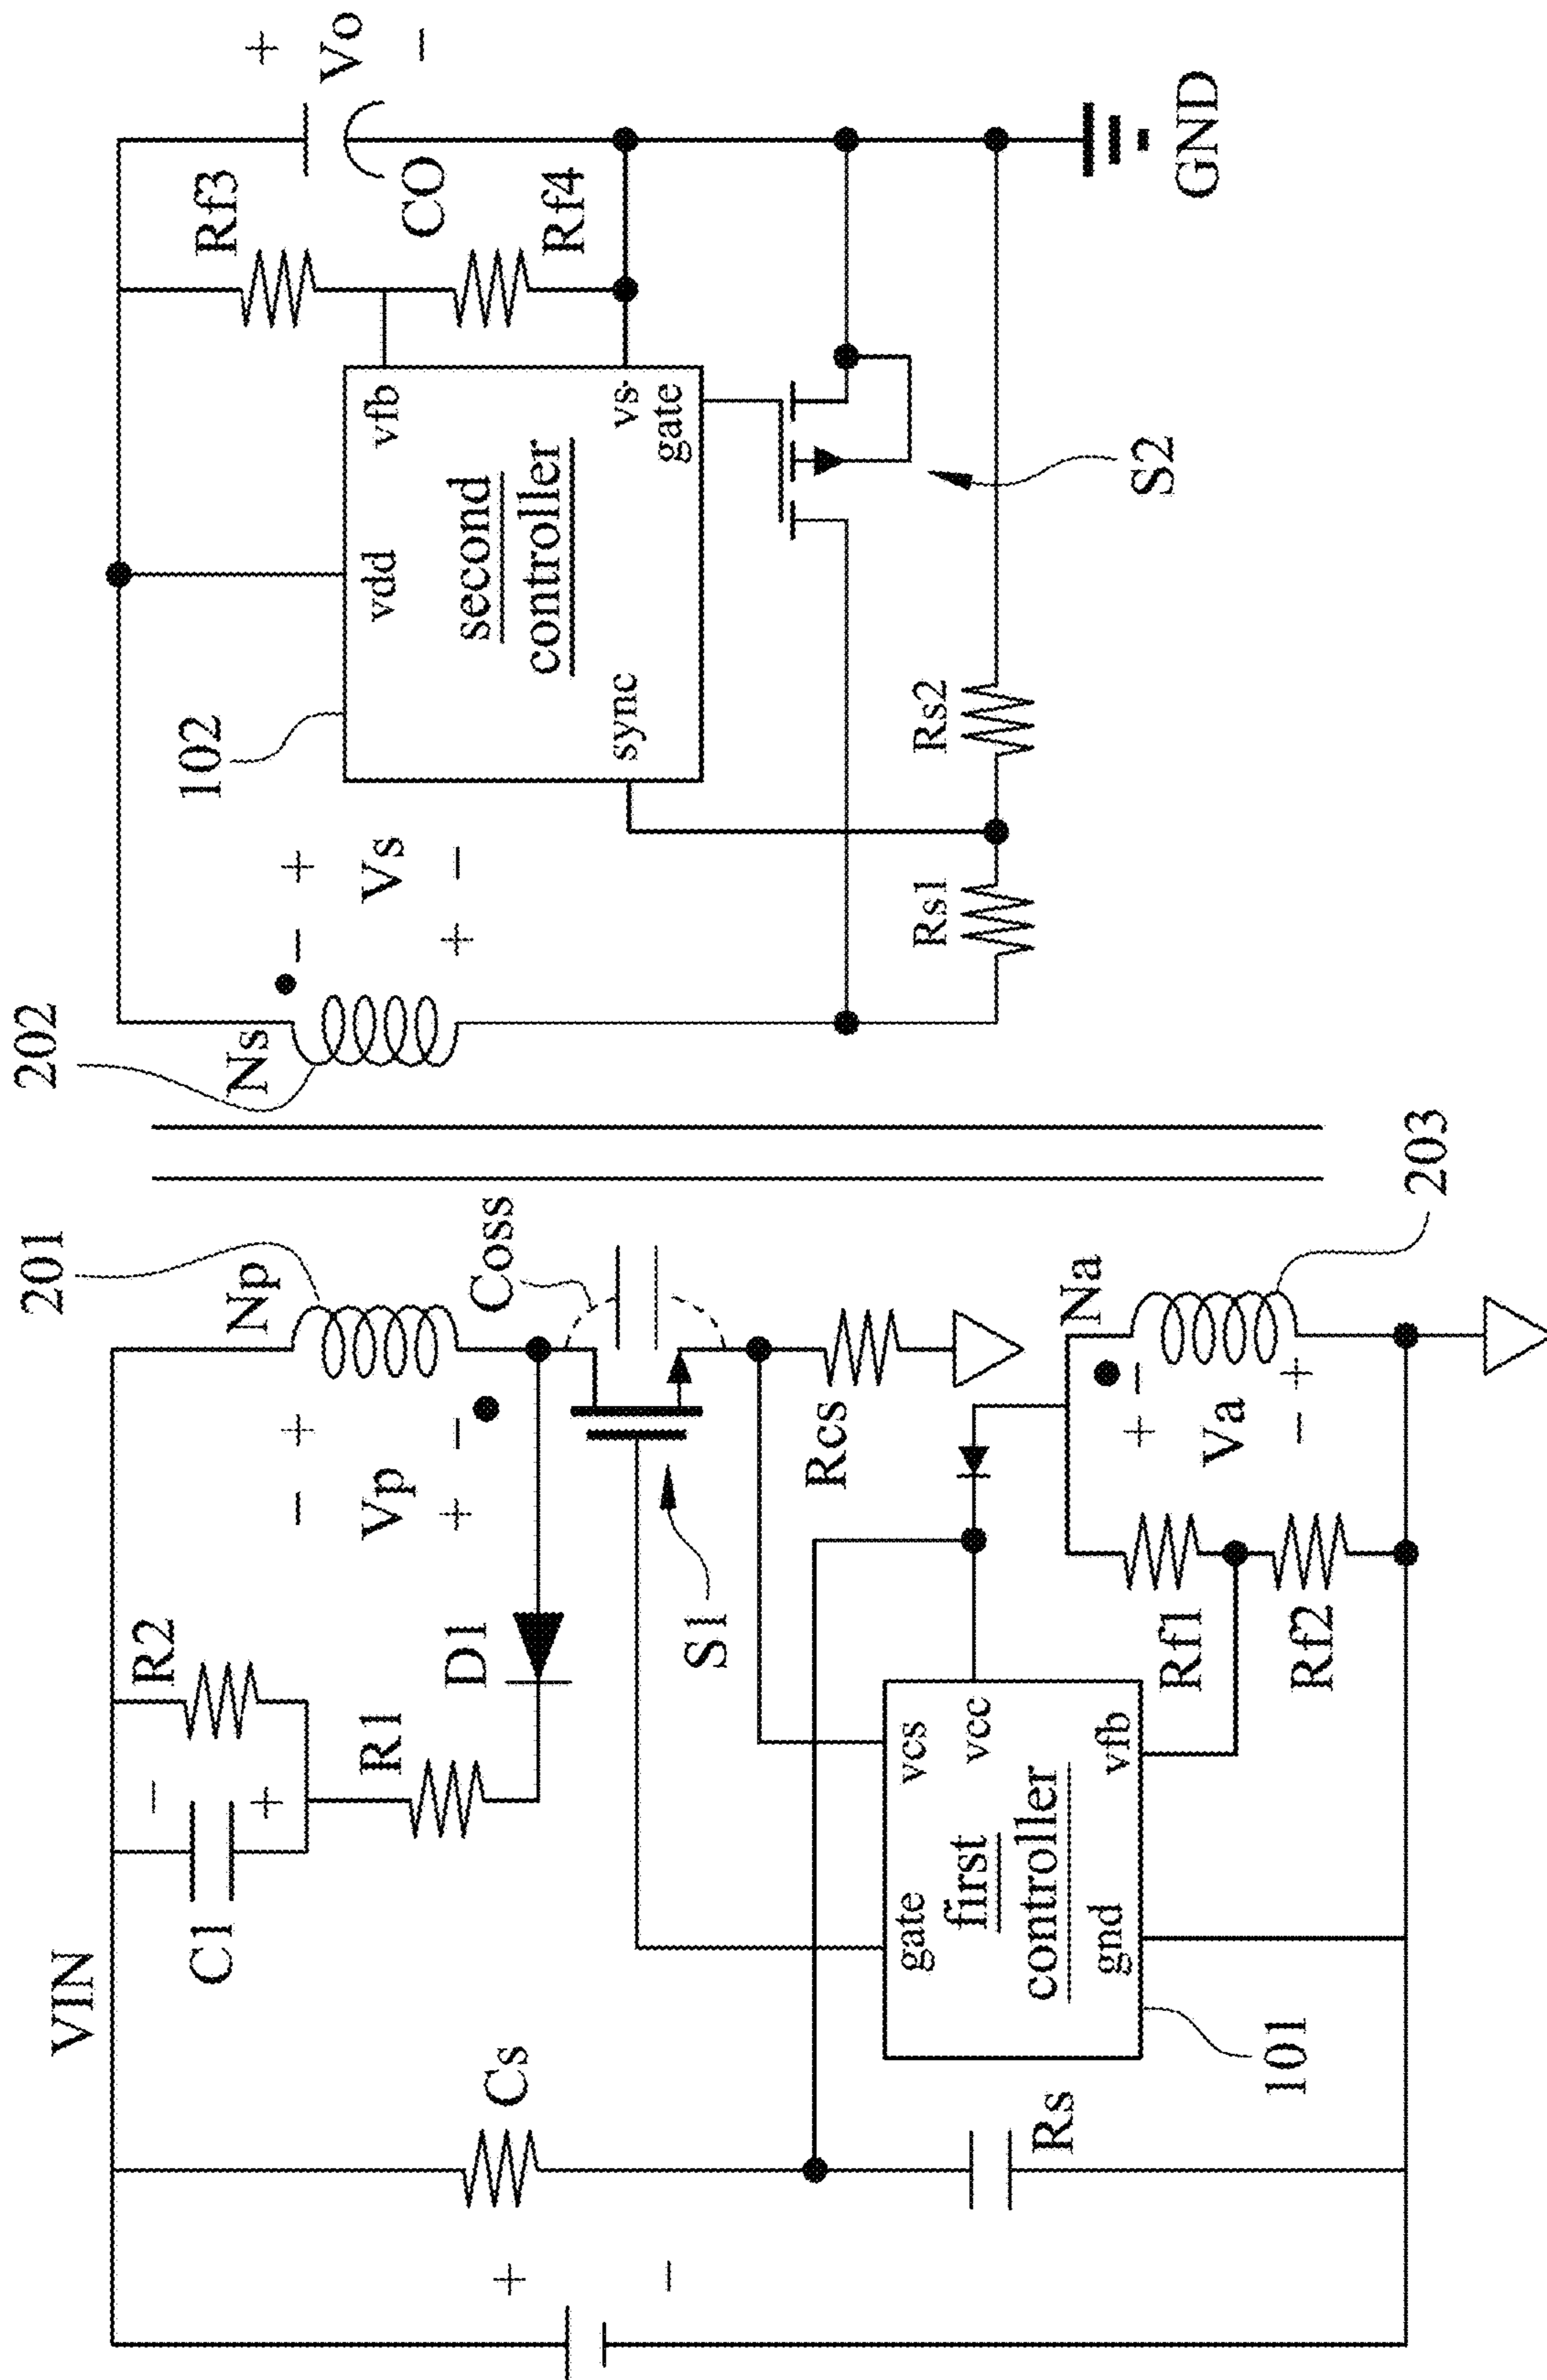 VIN
C1
−
+
R2
R1
D1
201
Np
−
+
Vp
+
−
Coss
S1
Cs
+
−
Rs
Rcs
gate
vcs
first
controller
vcc
gnd
vfb
101
Rf1
Rf2
Na
+
−
Va
−
+
203
202
Ns
−
+
Vs
+
−
102
vdd
vfb
second
controller
sync
vs
gate
Rf3
Rf4
CO
+
Vo
−
S2
Rs1
Rs2
GND